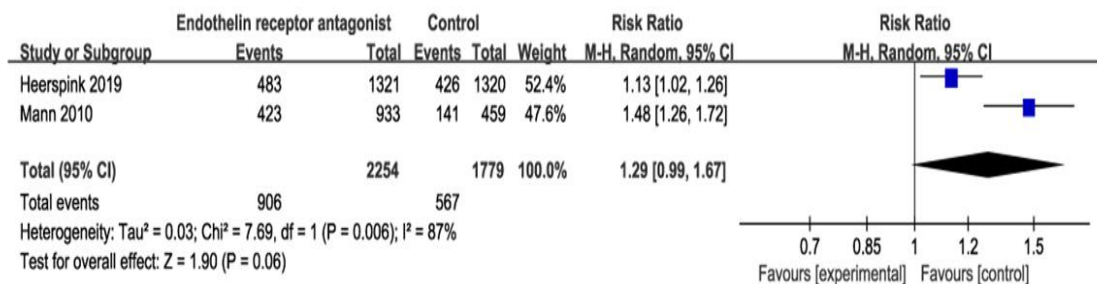 Endothelin receptor antagonist Control Risk Ratio Risk Ratio
Study or Subgroup Events Total Events Total Weight M-H, Random, 95% CI M-H, Random, 95% CI
Heerspink 2019 483 1321 426 1320 52.4% 1.13 [1.02, 1.26]
Mann 2010 423 933 141 459 47.6% 1.48 [1.26, 1.72]
Total (95% CI) 2254 1779 100.0% 1.29 [0.99, 1.67]
Total events 906 567
Heterogeneity: Tau² = 0.03; Chi² = 7.69, df = 1 (P = 0.006); I² = 87%
Test for overall effect: Z = 1.90 (P = 0.06)
0.7 0.85 1 1.2 1.5
Favours [experimental] Favours [control]